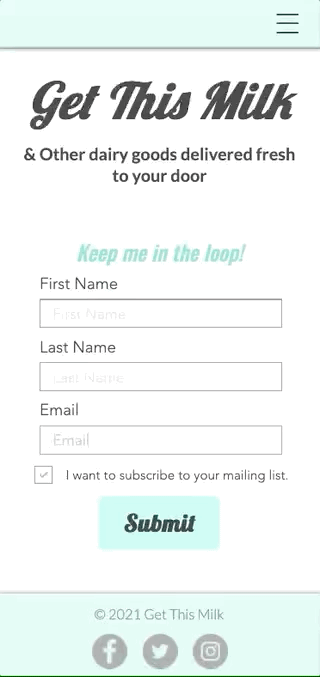 Get This Milk
& Other dairy goods delivered fresh
to your door
Keep me in the loop!
First Name
First Name
Last Name
Last Name
Email
Email
I want to subscribe to your mailing list.
Submit
© 2021 Get This Milk